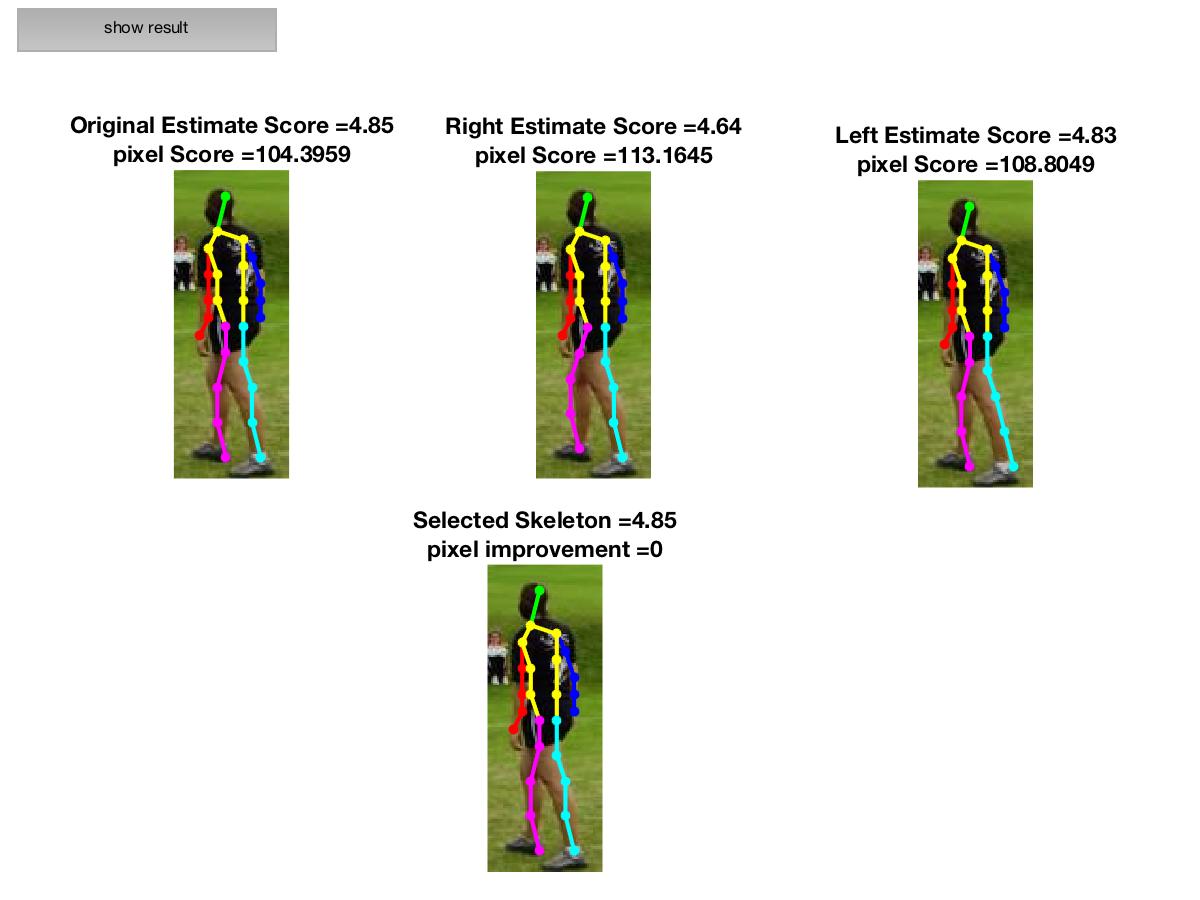 show result
Original Estimate Score =4.85
pixel Score =104.3959
Right Estimate Score =4.64
pixel Score =113.1645
Left Estimate Score =4.83
pixel Score =108.8049
Selected Skeleton =4.85
pixel improvement =0